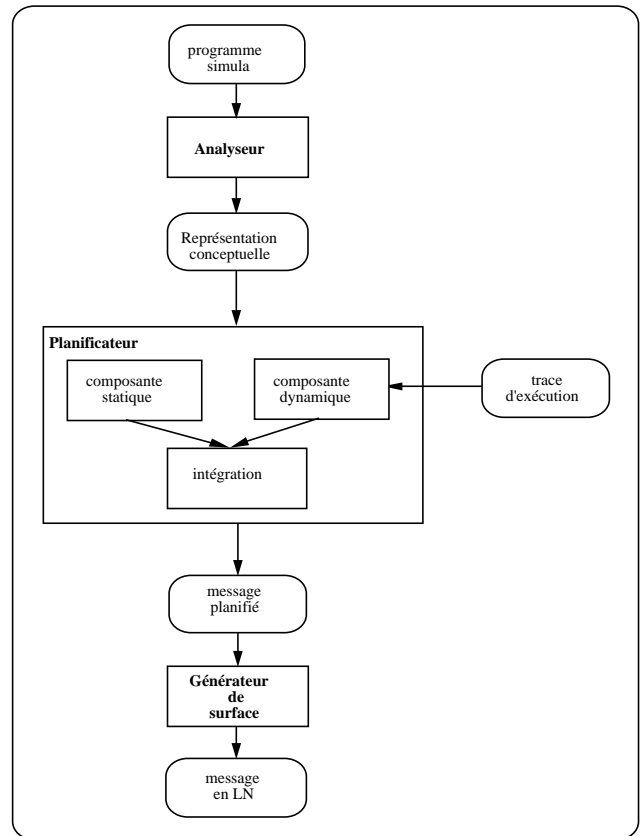 programme
simula
Analyseur
Représentation
conceptuelle
Planificateur
composante
statique
composante
dynamique
trace
d'exécution
intégration
message
planifié
Générateur
de
surface
message
en LN